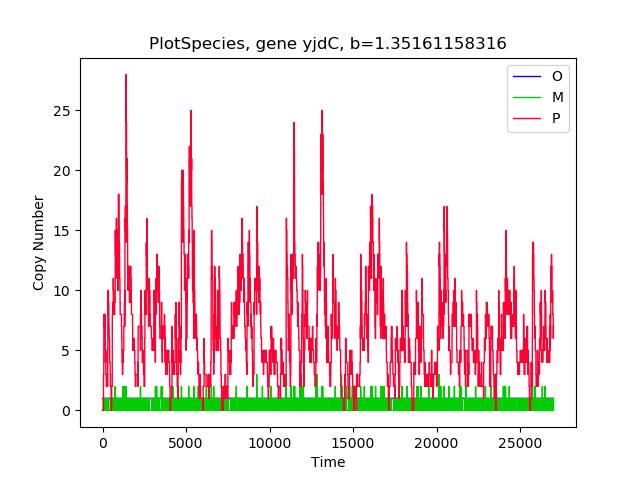 PlotSpecies, gene yjdC, b=1.35161158316
O
M
P
25
20
15
10
5
0
Copy Number
0 5000 10000 15000 20000 25000
Time